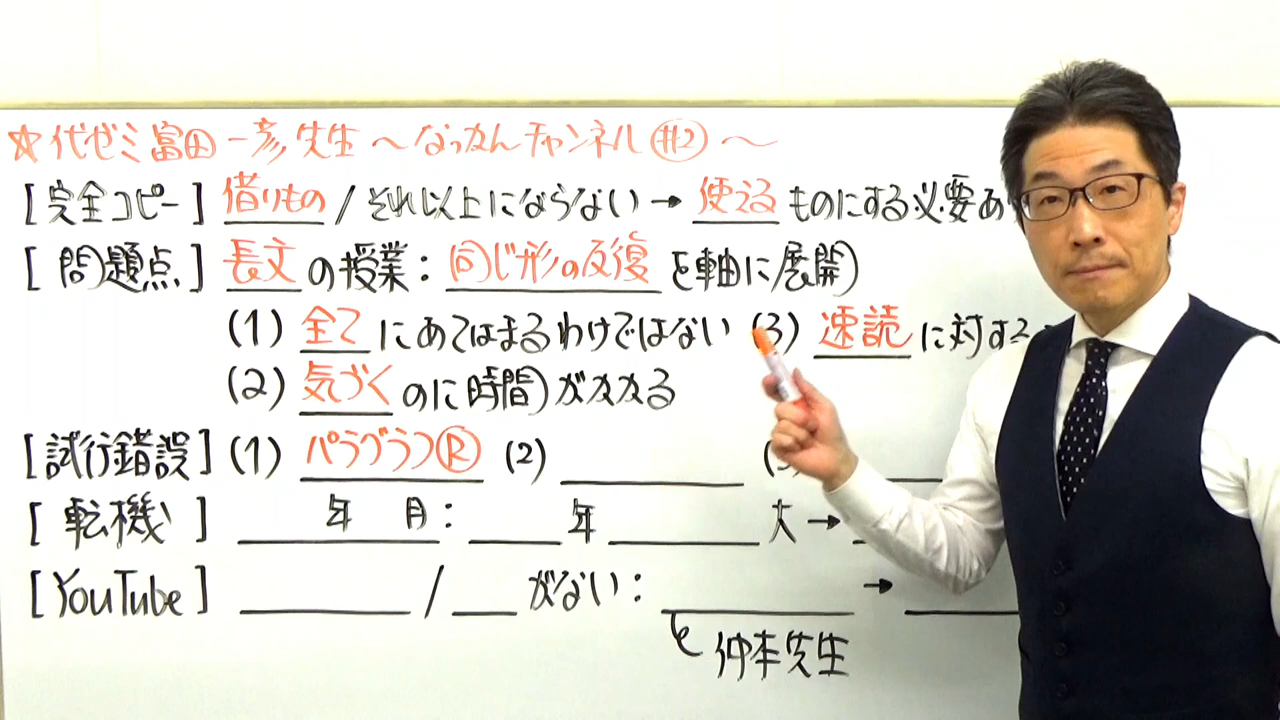 ☆代ゼミ富田一彦先生〜なつかんチャンネル#2〜
[完全コピー] 借りもの/それ以上にならない→使えるものにする必要あ
[問題点] 長文の授業:同じ形の反復を軸に展開
(1) 全てにあてはまるわけではない (3) 速読に対する
(2) 気づくのに時間がかかる
[試行錯誤] (1) パラグラフⓇ (2)
[転機] 年 月: 年 大→
[YouTube] / がない: →
仲本先生